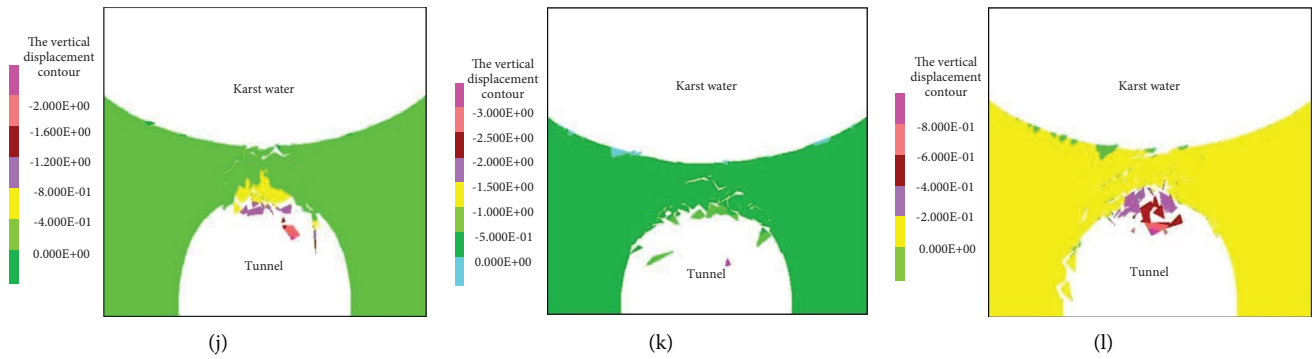 The vertical
displacement
contour
-2.000E+00
-1.600E+00
-1.200E+00
-8.000E-01
-4.000E-01
0.000E+00
Karst water
Tunnel
(j)
The vertical
displacement
contour
-3.000E+00
-2.500E+00
-2.000E+00
-1.500E+00
-1.000E+00
-5.000E-01
0.000E+00
Karst water
Tunnel
(k)
The vertical
displacement
contour
-8.000E-01
-6.000E-01
-4.000E-01
-2.000E-01
0.000E+00
Karst water
Tunnel
(l)